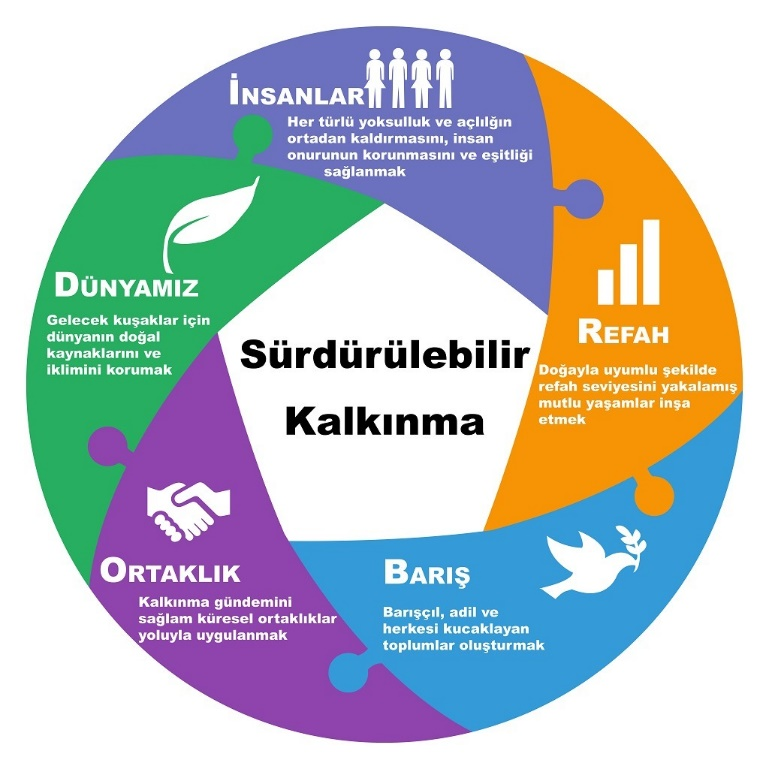 İNSANLAR
Her türlü yoksulluk ve açlılğın
ortadan kaldırmasını, insan
onurunun korunmasını ve eşitliği
sağlanmak
REFAH
Doğayla uyumlu şekilde
refah seviyesini yakalamış
mutlu yaşamlar inşa
etmek
BARIŞ
Barışçıl, adil ve
herkesi kucaklayan
toplumlar oluşturmak
ORTAKLIK
Kalkınma gündemini
sağlam küresel ortaklıklar
yoluyla uygulanmak
DÜNYAMIZ
Gelecek kuşaklar için
dünyanın doğal
kaynaklarını ve
iklimini korumak
Sürdürülebilir
Kalkınma